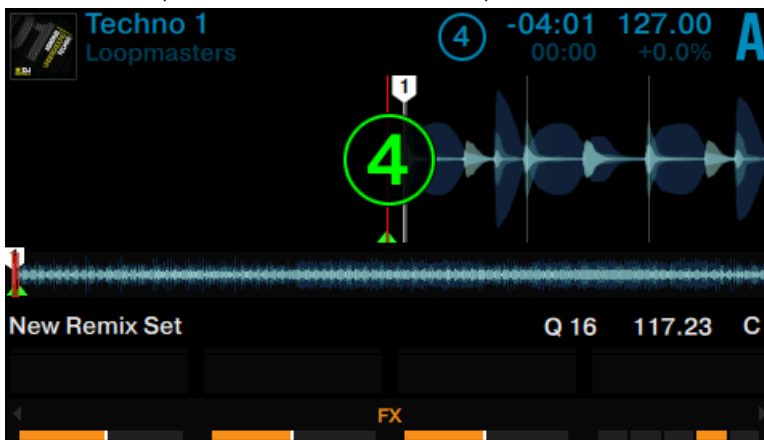 Techno 1
Loopmasters
4
-04:01 127.00
00:00 +0.0%
A
1
4
1
New Remix Set Q 16 117.23 C
FX